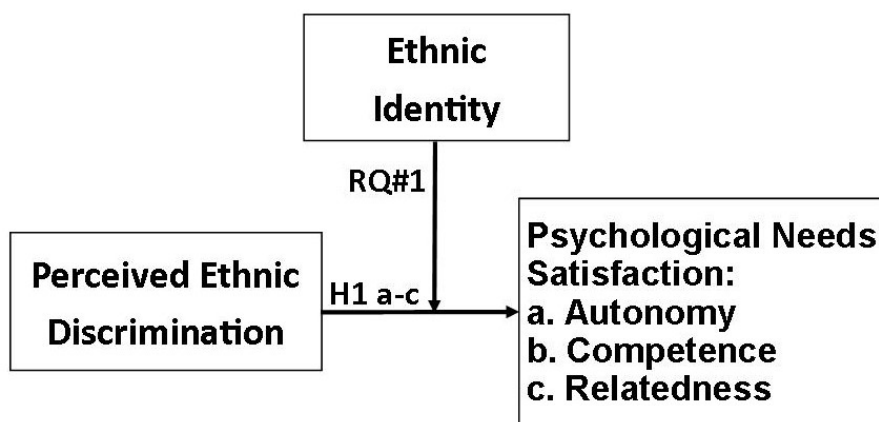 Ethnic
Identity
RQ#1
Perceived Ethnic
Discrimination
H1 a-c
Psychological Needs
Satisfaction:
a. Autonomy
b. Competence
c. Relatedness